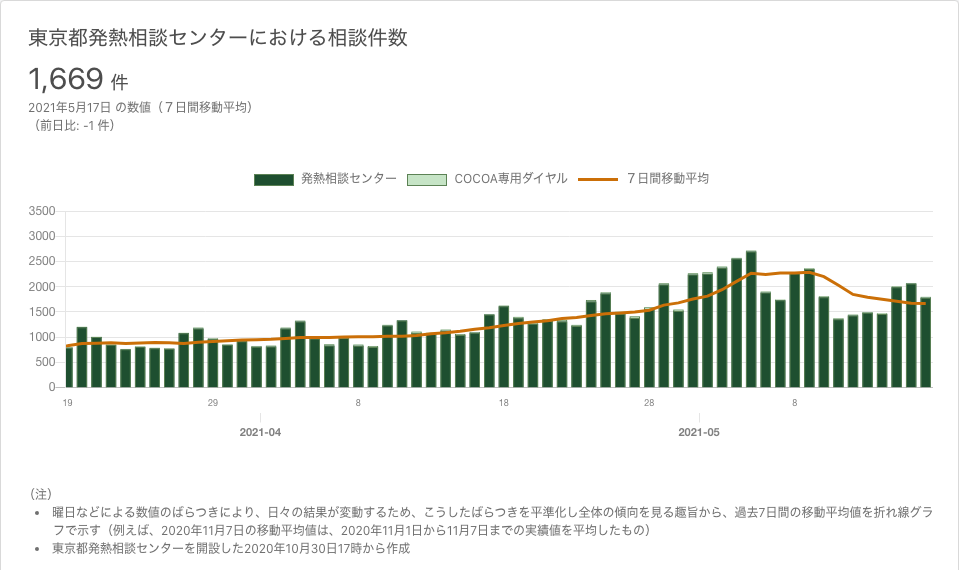 東京都発熱相談センターにおける相談件数
1,669 件
2021年5月17日 の数値（７日間移動平均）
（前日比: -1 件）
発熱相談センター COCOA専用ダイヤル ７日間移動平均
3500
3000
2500
2000
1500
1000
500
0
19 29 8 18 28 8
2021-04 2021-05
（注）
• 曜日などによる数値のばらつきにより、日々の結果が変動するため、こうしたばらつきを平準化し全体の傾向を見る趣旨から、過去7日間の移動平均値を折れ線グラ
フで示す（例えば、2020年11月7日の移動平均値は、2020年11月1日から11月7日までの実績値を平均したもの）
• 東京都発熱相談センターを開設した2020年10月30日17時から作成